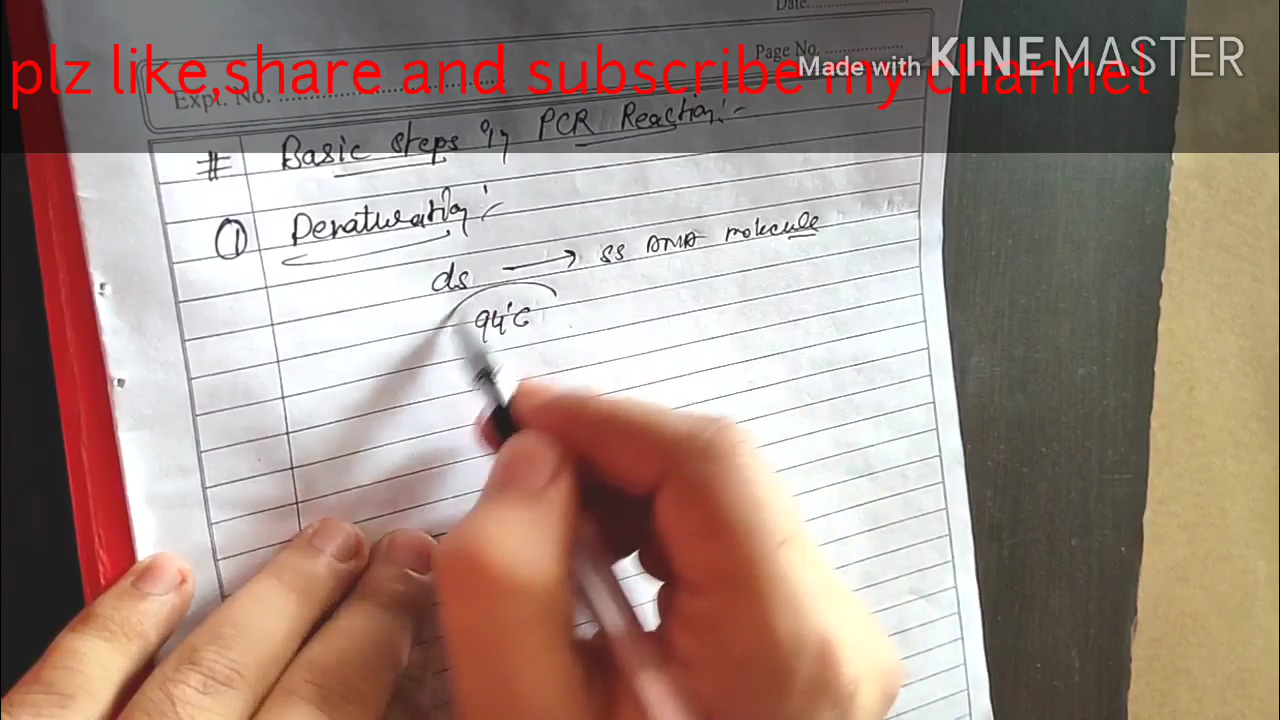 Date..................
Page No. ..................
plz like,share and subscribe my channel
Made with KINEMASTER
Expt. No. ..................................................
# Basic steps in PCR Reaction:-
① Denaturation:-
ds → ss DNA molecule
94°C